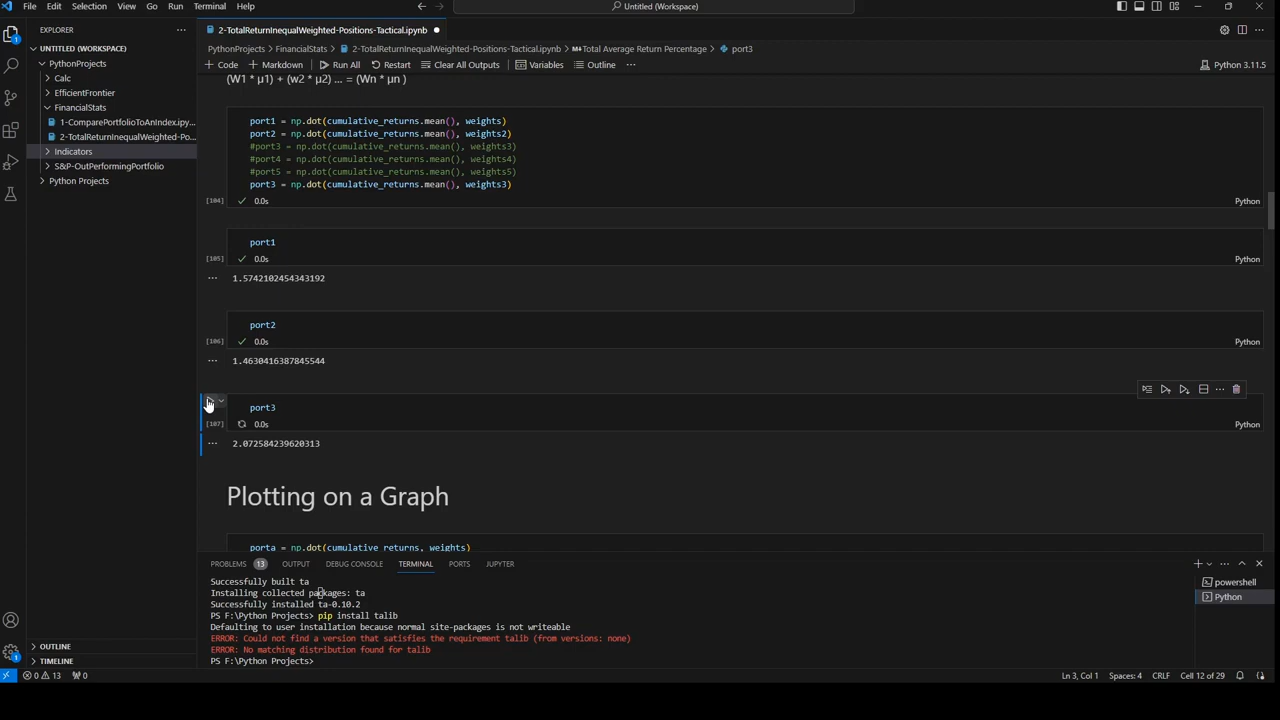 File Edit Selection View Go Run Terminal Help
Untitled (Workspace)
EXPLORER
UNTITLED (WORKSPACE)
PythonProjects
Calc
EfficientFrontier
FinancialStats
1-ComparePortfolioToAnIndex.ipy...
2-TotalReturnInequalWeighted-Po...
Indicators
S&P-OutPerformingPortfolio
Python Projects
OUTLINE
TIMELINE
2-TotalReturnInequalWeighted-Positions-Tactical.ipynb
PythonProjects > FinancialStats > 2-TotalReturnInequalWeighted-Positions-Tactical.ipynb > Total Average Return Percentage > port3
+ Code + Markdown Run All Restart Clear All Outputs Variables Outline ... Python 3.11.5
(W1 * µ1) + (w2 * µ2) ... = (Wn * µn )
port1 = np.dot(cumulative_returns.mean(), weights)
port2 = np.dot(cumulative_returns.mean(), weights2)
#port3 = np.dot(cumulative_returns.mean(), weights3)
#port4 = np.dot(cumulative_returns.mean(), weights4)
#port5 = np.dot(cumulative_returns.mean(), weights5)
port3 = np.dot(cumulative_returns.mean(), weights3)
[104] 0.0s Python
port1
[105] 0.0s Python
1.5742102454343192
port2
[106] 0.0s Python
1.4630416387845544
port3
[107] 0.0s Python
2.072584239620313
Plotting on a Graph
porta = np.dot(cumulative_returns, weights)
PROBLEMS 13 OUTPUT DEBUG CONSOLE TERMINAL PORTS JUPYTER
Successfully built ta
Installing collected packages: ta
Successfully installed ta-0.10.2
PS F:\Python Projects> pip install talib
Defaulting to user installation because normal site-packages is not writeable
ERROR: Could not find a version that satisfies the requirement talib (from versions: none)
ERROR: No matching distribution found for talib
PS F:\Python Projects>
powershell
Python
0 13 0 Ln 3, Col 1 Spaces: 4 CRLF Cell 12 of 29